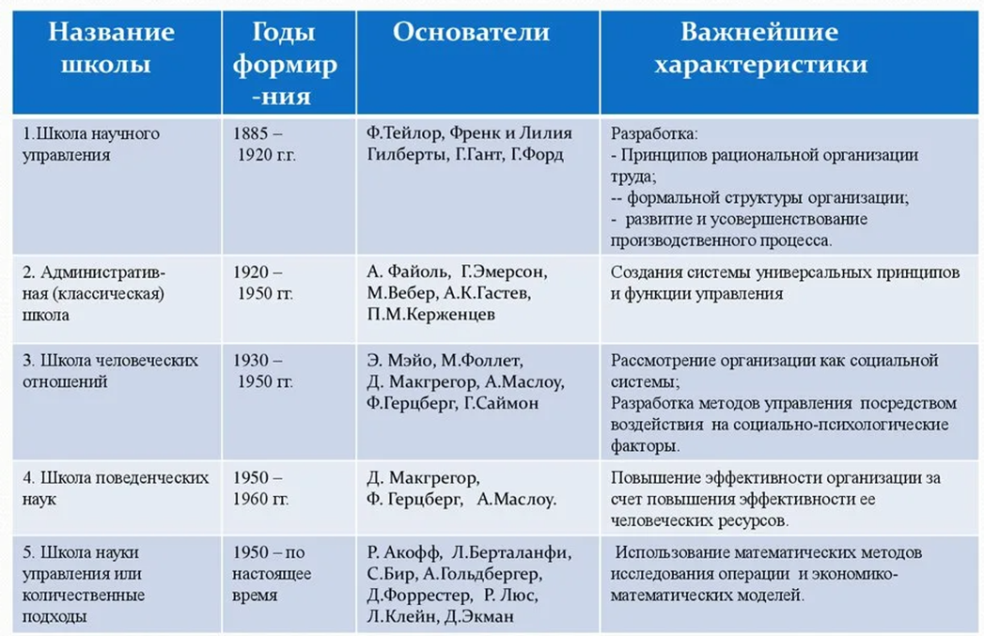 Название
школы
Годы
формир
-ния
Основатели
Важнейшие
характеристики
1.Школа научного
управления
1885 –
1920 г.г.
Ф.Тейлор, Френк и Лилия
Гилберты, Г.Гант, Г.Форд
Разработка:
- Принципов рациональной организации
труда;
-- формальной структуры организации;
- развитие и усовершенствование
производственного процесса.
2. Административ-
ная (классическая)
школа
1920 –
1950 гг.
А. Файоль, Г.Эмерсон,
М.Вебер, А.К.Гастев,
П.М.Керженцев
Создания системы универсальных принципов
и функции управления
3. Школа человеческих
отношений
1930 –
1950 гг.
Э. Мэйо, М.Фоллет,
Д. Макгрегор, А.Маслоу,
Ф.Герцберг, Г.Саймон
Рассмотрение организации как социальной
системы;
Разработка методов управления посредством
воздействия на социально-психологические
факторы.
4. Школа поведенческих
наук
1950 –
1960 гг.
Д. Макгрегор,
Ф. Герцберг, А.Маслоу.
Повышение эффективности организации за
счет повышения эффективности ее
человеческих ресурсов.
5. Школа науки
управления или
количественные
подходы
1950 – по
настоящее
время
Р. Акофф, Л.Берталанфи,
С.Бир, А.Гольдбергер,
Д.Форрестер, Р. Люс,
Л.Клейн, Д.Экман
Использование математических методов
исследования операции и экономико-
математических моделей.